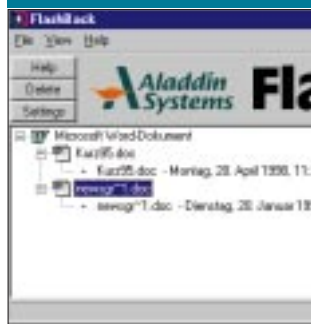 FlashBack
File View Help
Help
Delete
Settings
Aladdin
Systems
Fla
Microsoft Word-Dokument
Kurz95.doc
Kurz95.doc - Montag, 20. April 1998, 11:
newsgr~1.doc
newsgr~1.doc - Dienstag, 20. Januar 19